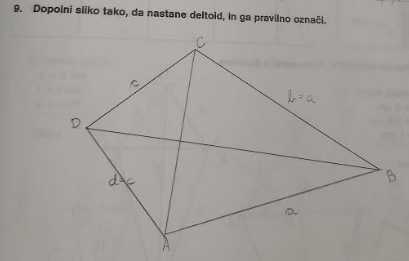 9. Dopolni sliko tako, da nastane deltoid, in ga pravilno označi.
C
c
b=a
D
B
d=c
a
A